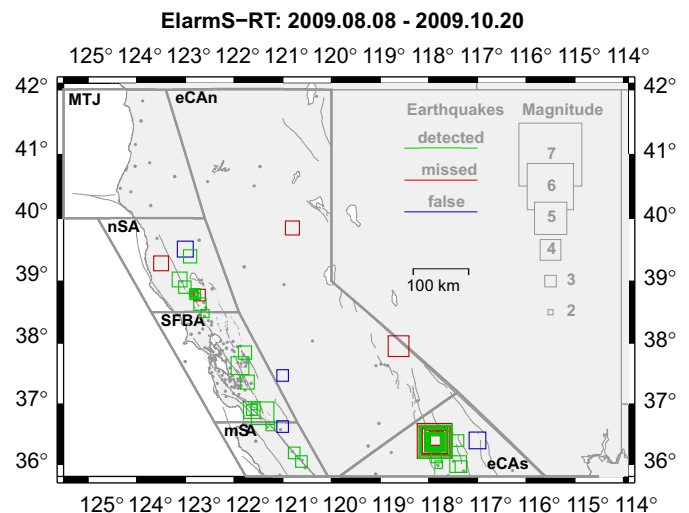 ElarmS−RT: 2009.08.08 - 2009.10.20
125° 124° 123° 122° 121° 120° 119° 118° 117° 116° 115° 114°
42° 42°
MTJ eCAn
Earthquakes Magnitude
detected
41° 7 41°
missed
6
false
40° 5 40°
nSA
4
39° 3 39°
100 km
2
SFBA
38° 38°
37° 37°
mSA
36° eCAs 36°
125° 124° 123° 122° 121° 120° 119° 118° 117° 116° 115° 114°